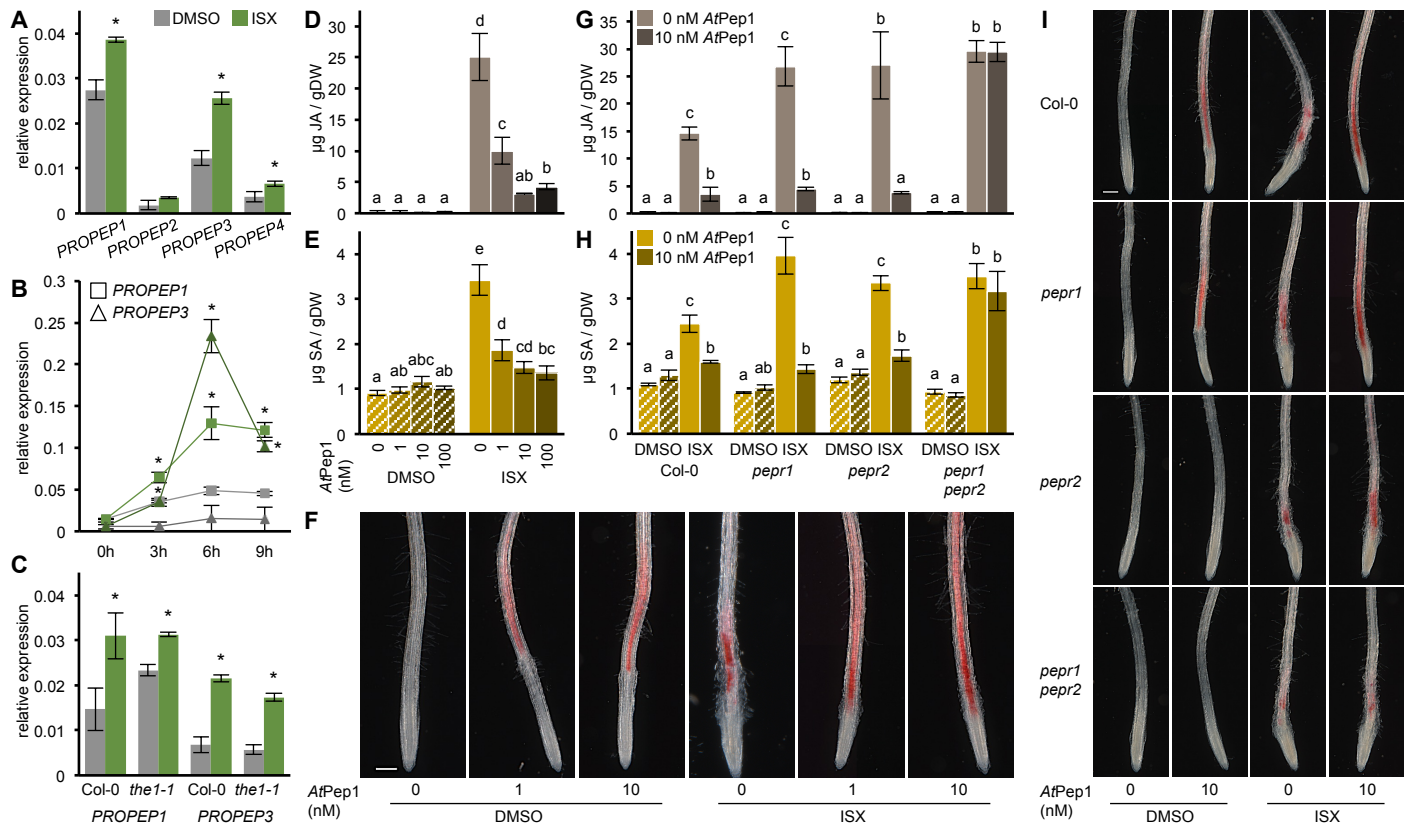 A
DMSO
ISX
relative expression
0.04
0.03
0.02
0.01
0
*
*
*
PROPEP1
PROPEP2
PROPEP3
PROPEP4
B
PROPEP1
PROPEP3
relative expression
0.3
0.25
0.2
0.15
0.1
0.05
0
*
*
*
*
*
*
0h
3h
6h
9h
C
relative expression
0.04
0.03
0.02
0.01
0
*
*
*
*
Col-0 the1-1 Col-0 the1-1
PROPEP1 PROPEP3
D
µg JA / gDW
30
25
20
15
10
5
0
a a a a d c ab b
E
µg SA / gDW
4
3
2
1
0
a ab abc ab e d cd bc
AtPep1
(nM)
0 1 10 100 0 1 10 100
DMSO ISX
G
0 nM AtPep1
10 nM AtPep1
µg JA / gDW
35
30
25
20
15
10
5
0
a a c b a a c b a a b a a a b b
H
0 nM AtPep1
10 nM AtPep1
µg SA / gDW
4
3
2
1
0
a a c b a ab c b a a c b a a b b
DMSO ISX DMSO ISX DMSO ISX DMSO ISX
Col-0 pepr1 pepr2 pepr1
pepr2
F
AtPep1
(nM)
0 1 10 0 1 10
DMSO ISX
I
Col-0
pepr1
pepr2
pepr1
pepr2
AtPep1
(nM)
0 10 0 10
DMSO ISX